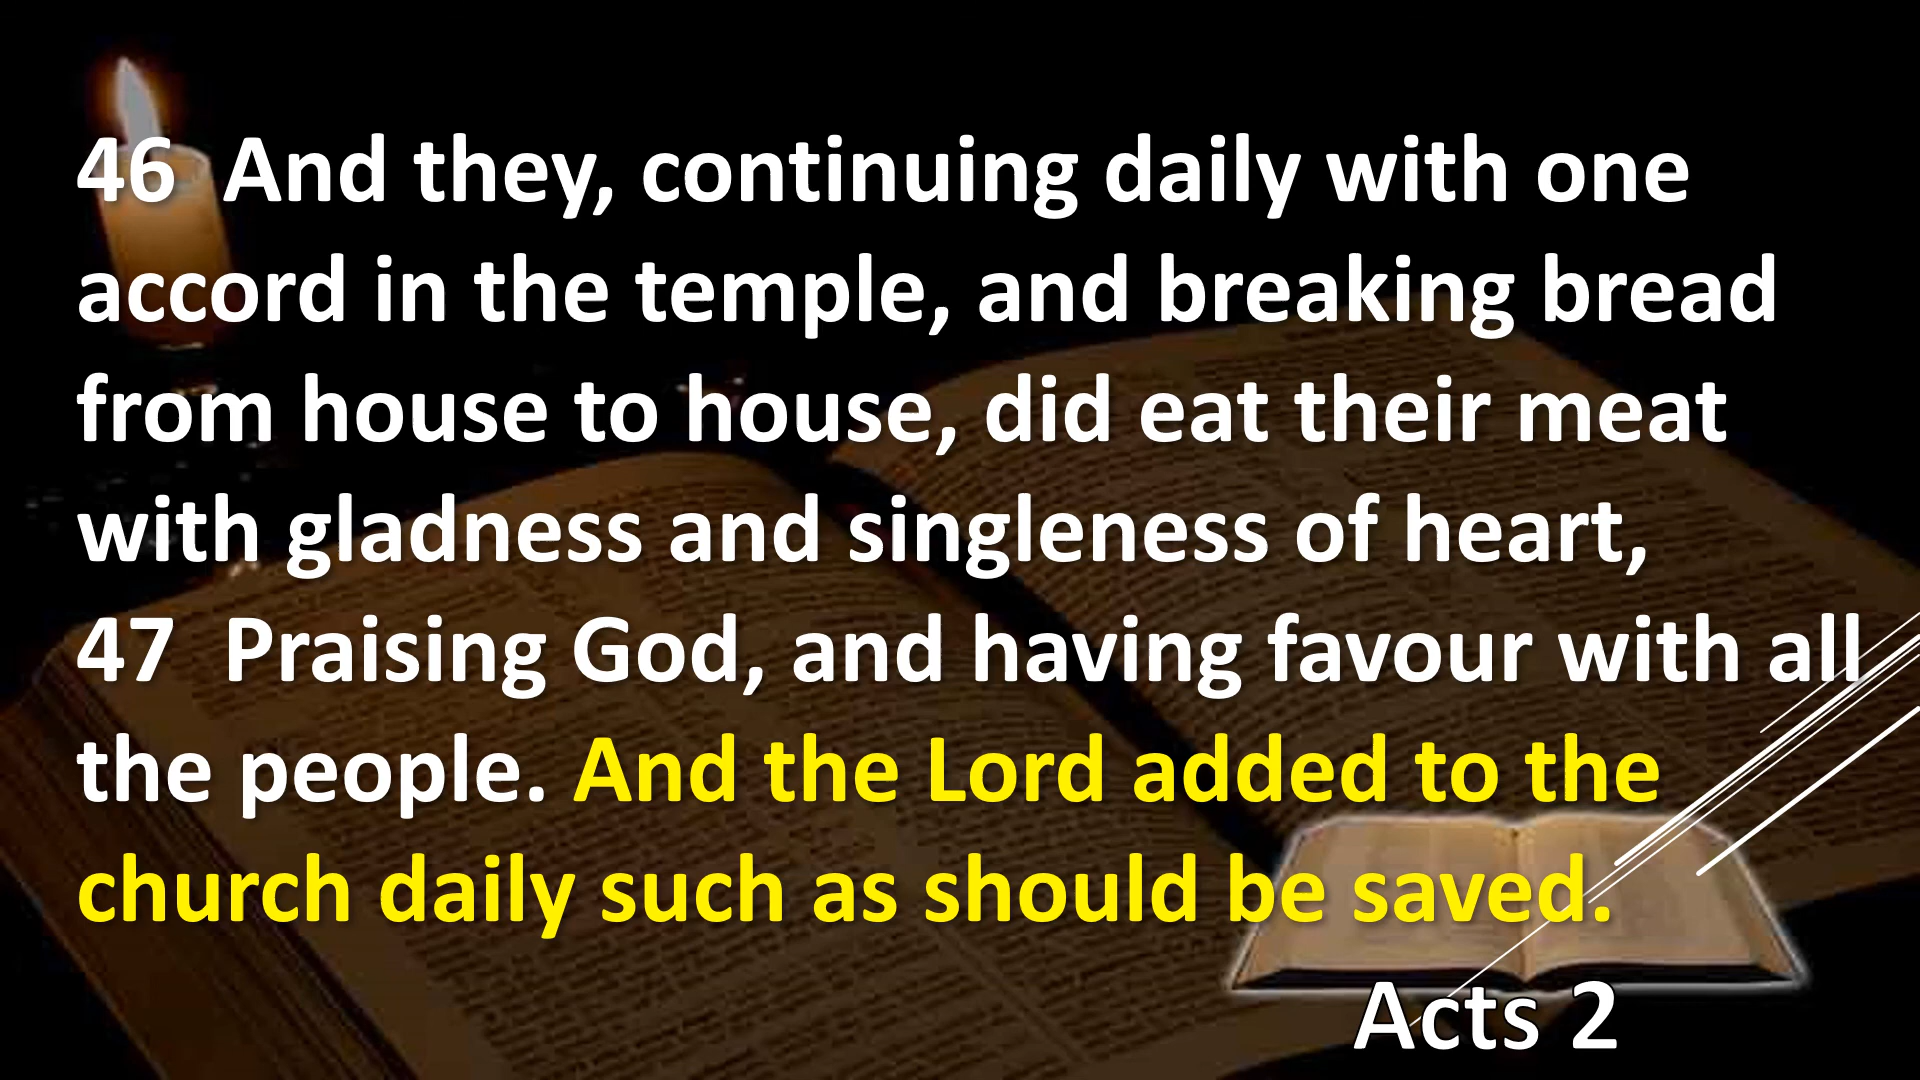 46  And they, continuing daily with one
accord in the temple, and breaking bread
from house to house, did eat their meat
with gladness and singleness of heart,
47  Praising God, and having favour with all
the people. And the Lord added to the
church daily such as should be saved.
Acts 2